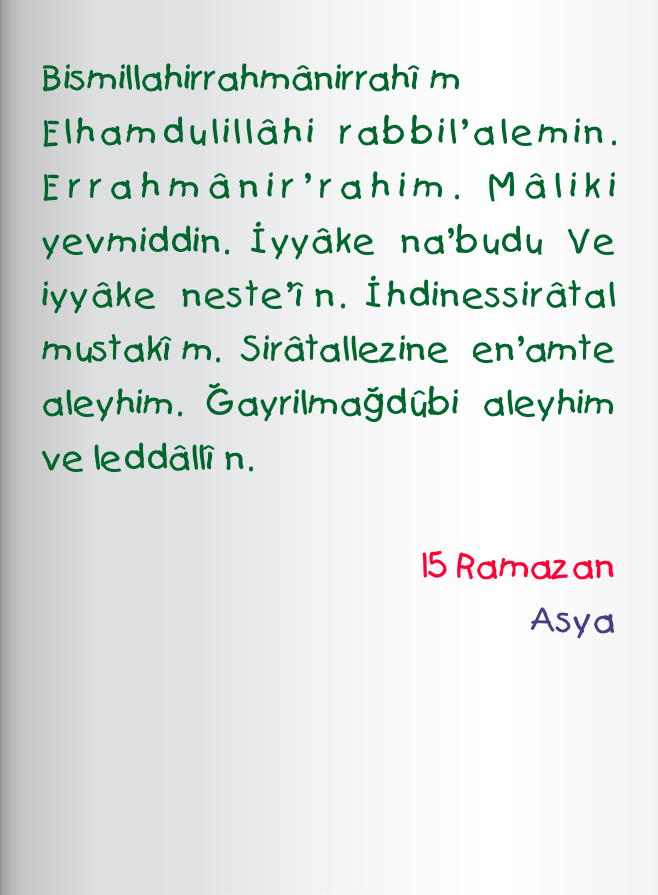 Bismillahirrahmânirrahîm
Elhamdulillâhi rabbil’alemin.
Errahmânir’rahim. Mâliki
yevmiddin. İyyâke na’budu Ve
iyyâke neste’în. İhdinessirâtal
mustakîm. Sirâtallezine en’amte
aleyhim. Ğayrilmağdûbi aleyhim
ve leddâllîn.
15 Ramazan
Asya